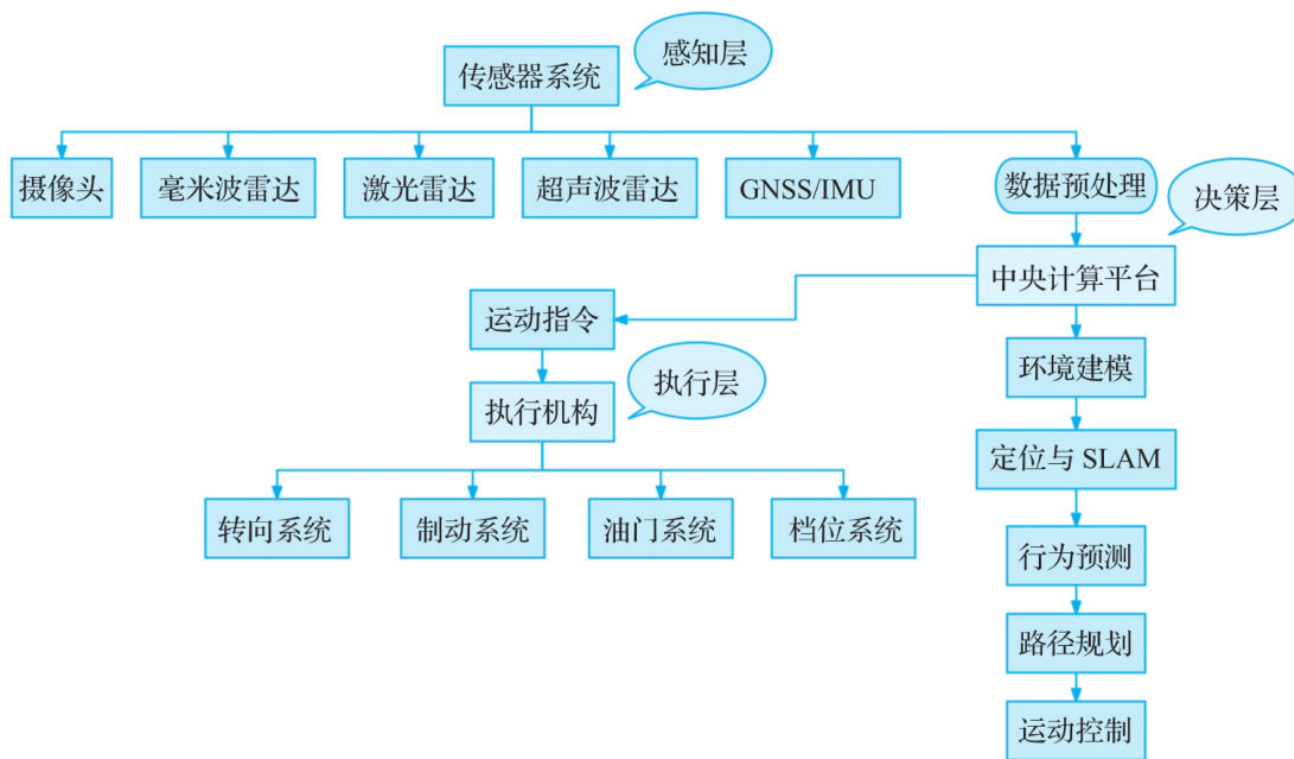 感知层
传感器系统
摄像头
毫米波雷达
激光雷达
超声波雷达
GNSS/IMU
数据预处理
决策层
中央计算平台
运动指令
环境建模
执行层
执行机构
定位与 SLAM
转向系统
制动系统
油门系统
档位系统
行为预测
路径规划
运动控制